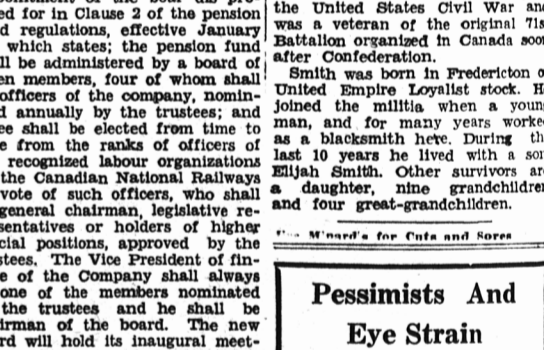 ed for in Clause 2 of the pension
d regulations, effective January
which states; the pension fund
ll be administered by a board of
en members, four of whom shall
officers of the company, nomin-
d annually by the trustees; and
ee shall be elected from time to
e from the ranks of officers of
recognized labour organizations
the Canadian National Railways
vote of such officers, who shall
general chairman, legislative re-
sentatives or holders of higher
cial positions, approved by the
stees. The Vice President of fin-
e of the Company shall always
one of the members nominated
the trustees and he shall be
irman of the board. The new
rd will hold its inaugural meet-
the United States Civil War and
was a veteran of the original 71s
Battalion organized in Canada soon
after Confederation.
Smith was born in Fredericton o
United Empire Loyalist stock. H
joined the militia when a youn
man, and for many years worke
as a blacksmith here. During th
last 10 years he lived with a son
Elijah Smith. Other survivors ar
a daughter, nine grandchildre
and four great-grandchildren.
Minard's for Cuts and Sores
Pessimists And
Eye Strain